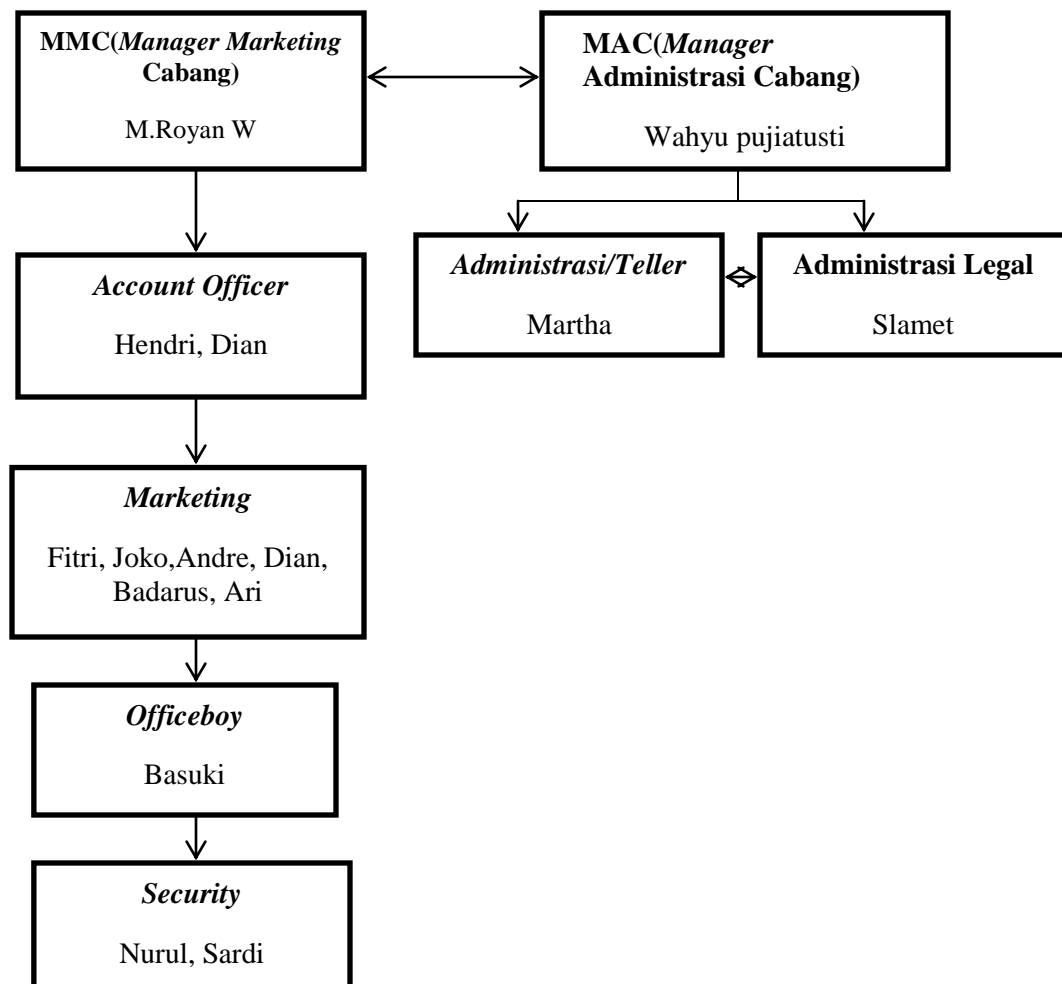 MMC(Manager Marketing
Cabang)
M.Royan W
MAC(Manager
Administrasi Cabang)
Wahyu pujiatusti
Account Officer
Hendri, Dian
Administrasi/Teller
Martha
Administrasi Legal
Slamet
Marketing
Fitri, Joko,Andre, Dian,
Badarus, Ari
Officeboy
Basuki
Security
Nurul, Sardi